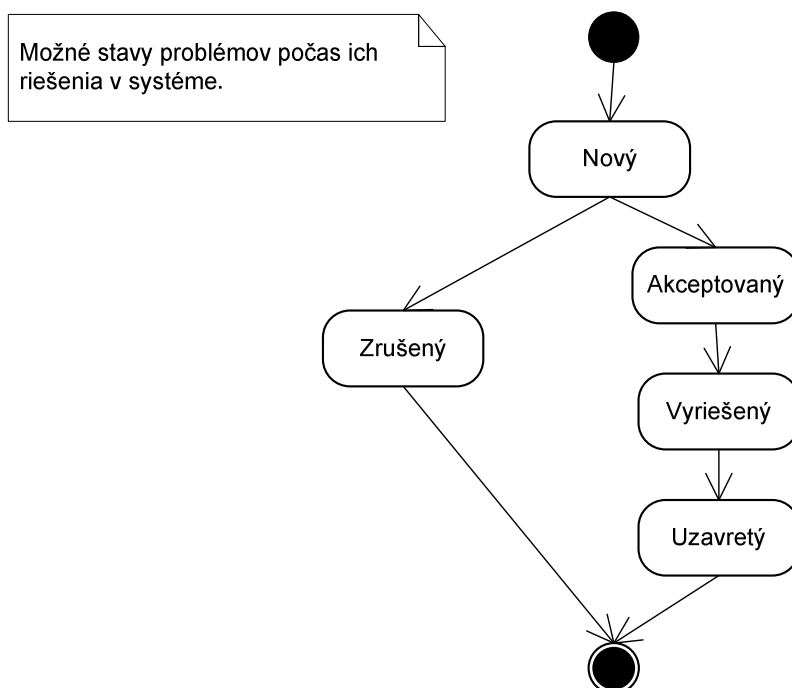 Možné stavy problémov počas ich
riešenia v systéme.
Nový
Akceptovaný
Zrušený
Vyriešený
Uzavretý